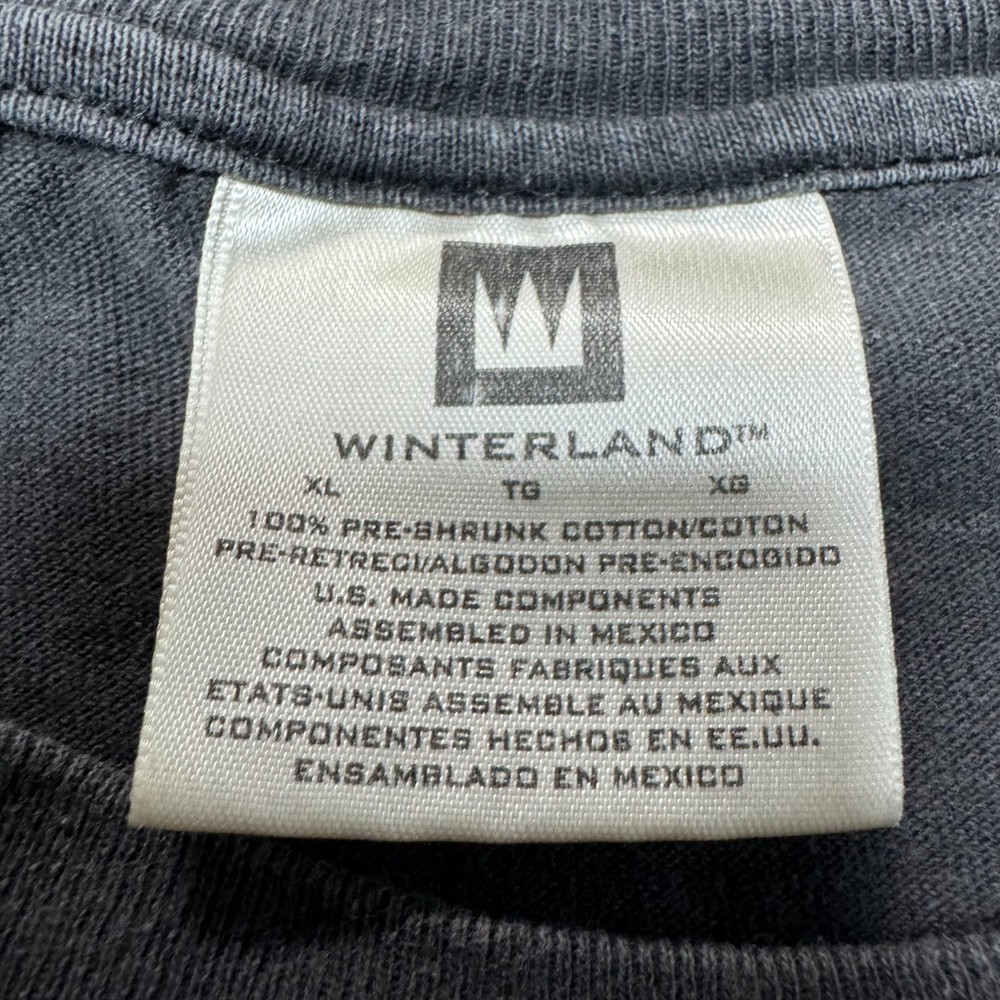 WINTERLAND™
XL TG XG
100% PRE-SHRUNK COTTON/COTON
PRE-RETRECI/ALGODON PRE-ENCOGIDO
U.S. MADE COMPONENTS
ASSEMBLED IN MEXICO
COMPOSANTS FABRIQUES AUX
ETATS-UNIS ASSEMBLE AU MEXIQUE
COMPONENTES HECHOS EN EE.UU.
ENSAMBLADO EN MEXICO